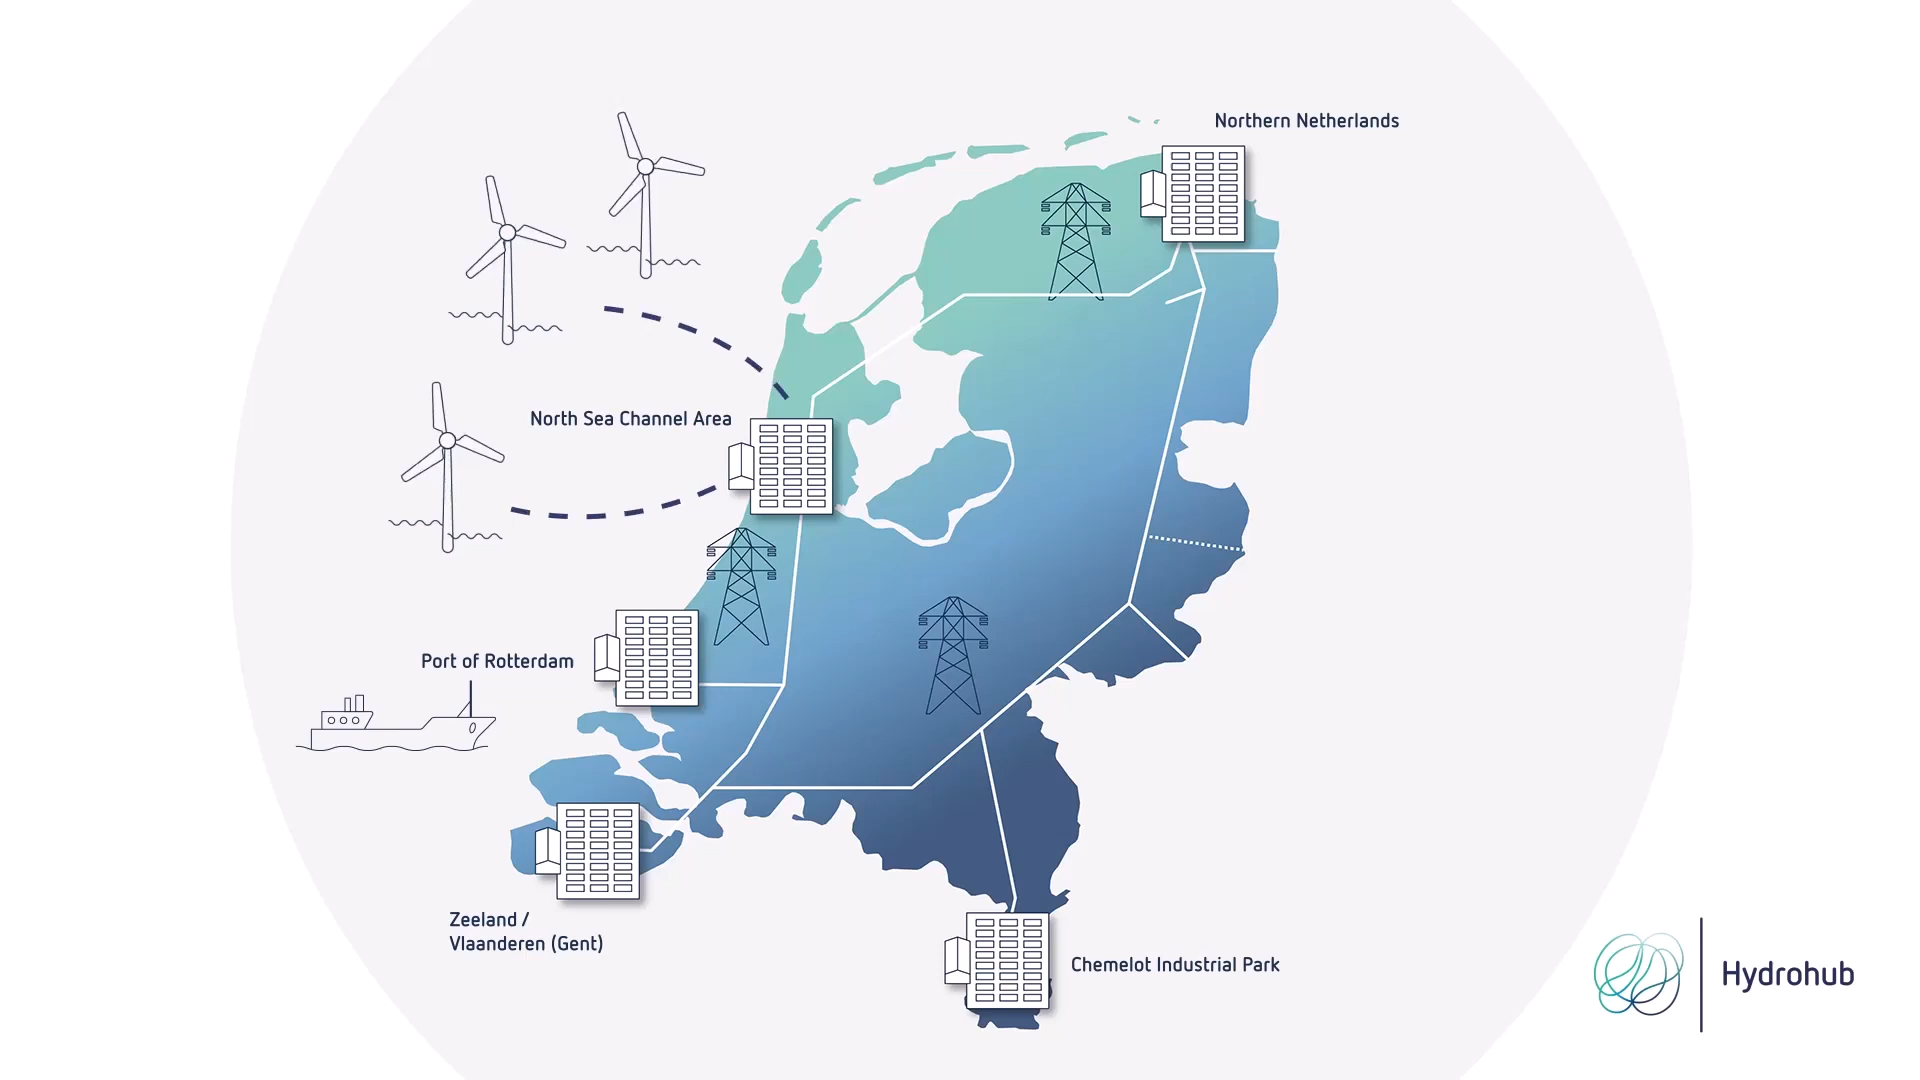 Northern Netherlands
North Sea Channel Area
Port of Rotterdam
Zeeland /
Vlaanderen (Gent)
Chemelot Industrial Park
Hydrohub